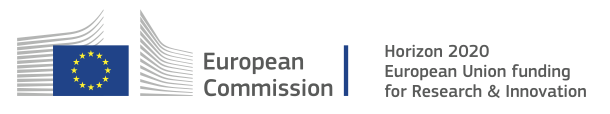 European
Commission
Horizon 2020
European Union funding
for Research & Innovation